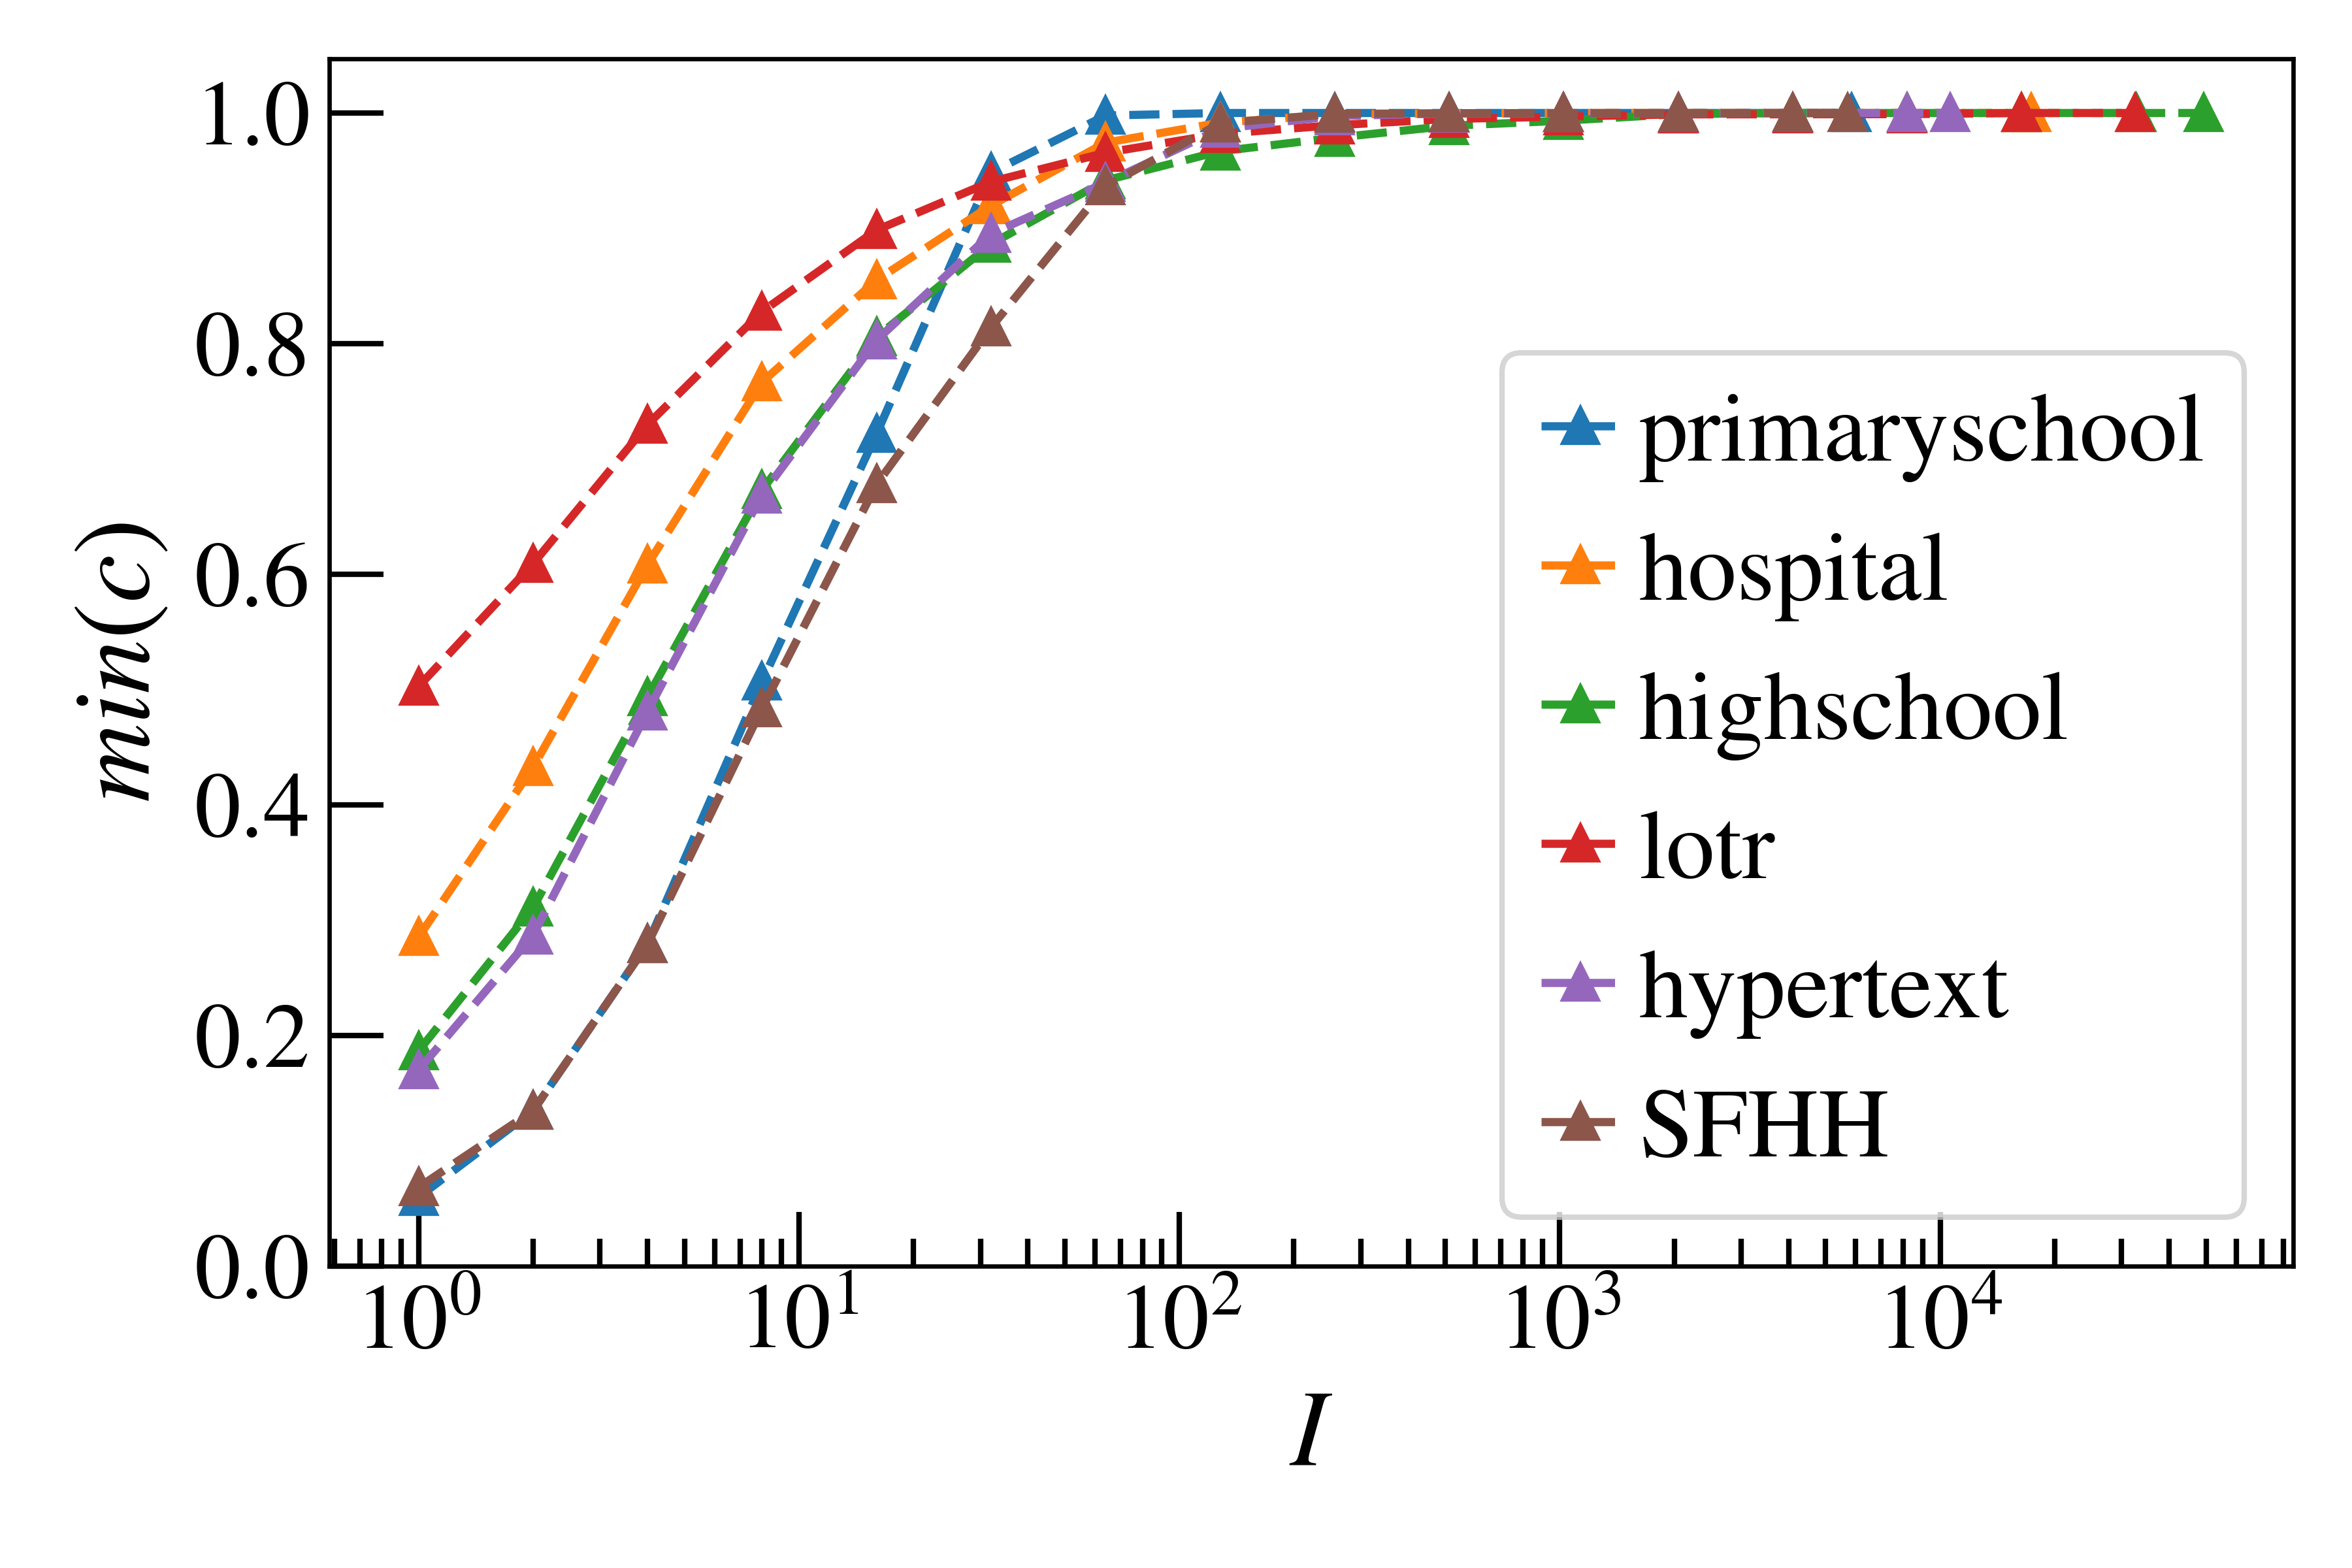 1.0
0.8
0.6
0.4
0.2
0.0
min(c)
10^0 10^1 10^2 10^3 10^4
I
primaryschool
hospital
highschool
lotr
hypertext
SFHH